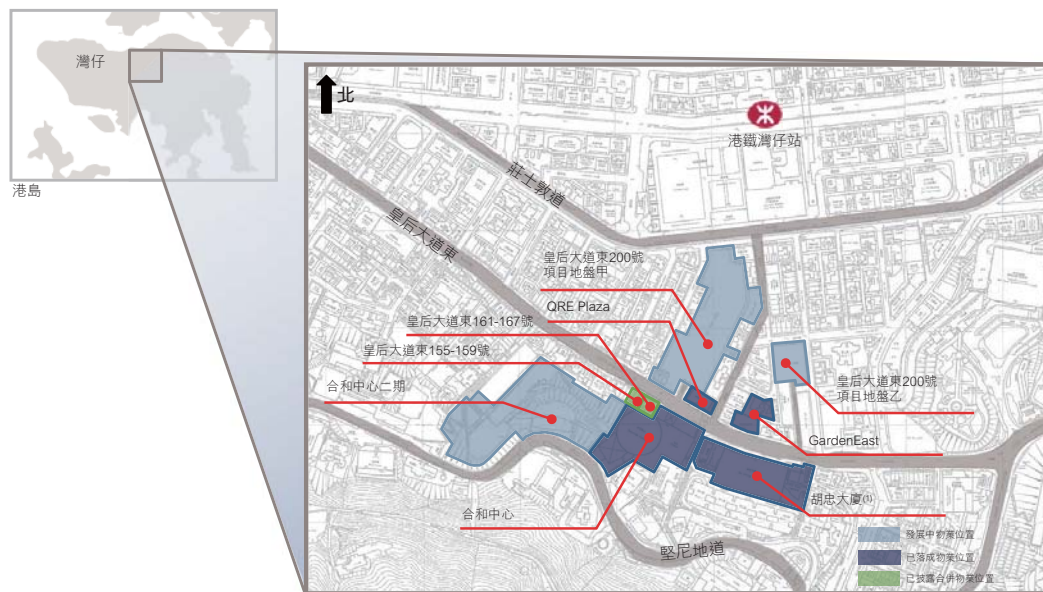 灣仔
港島
北
港鐵灣仔站
莊士敦道
皇后大道東
皇后大道東200號
項目地盤甲
QRE Plaza
皇后大道東161-167號
皇后大道東155-159號
合和中心二期
皇后大道東200號
項目地盤乙
GardenEast
胡忠大廈(1)
合和中心
堅尼地道
發展中物業位置
已落成物業位置
已披露合併物業位置